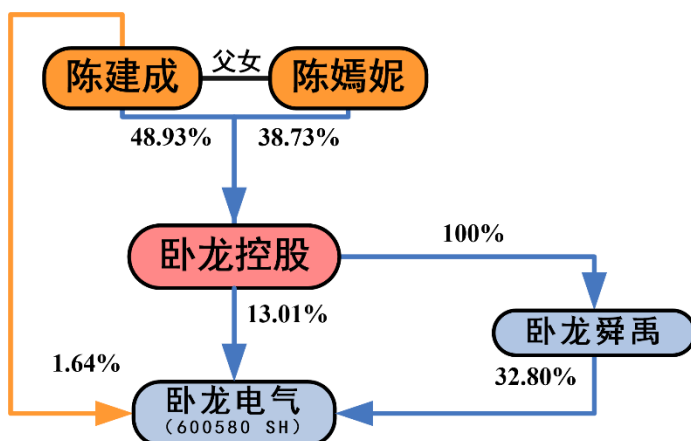 父女
陈建成
陈嫣妮
48.93%
38.73%
卧龙控股
100%
13.01%
卧龙舜禹
1.64%
32.80%
卧龙电气
(600580 SH)